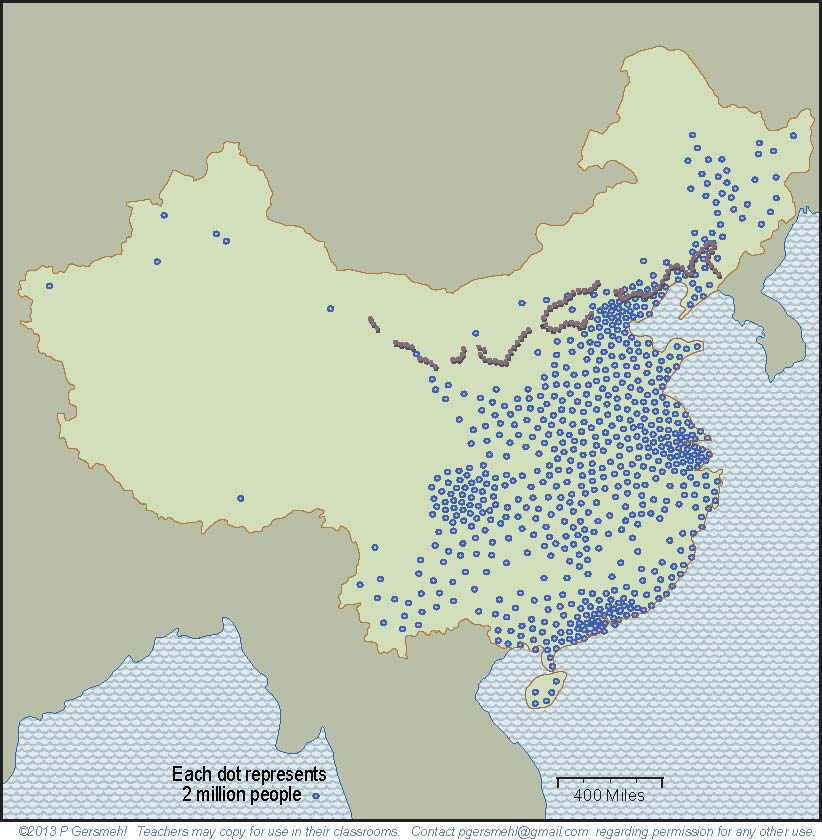 Each dot represents
2 million people
400 Miles
©2013 P Gersmehl Teachers may copy for use in their classrooms. Contact pgersmehl@gmail.com regarding permission for any other use.